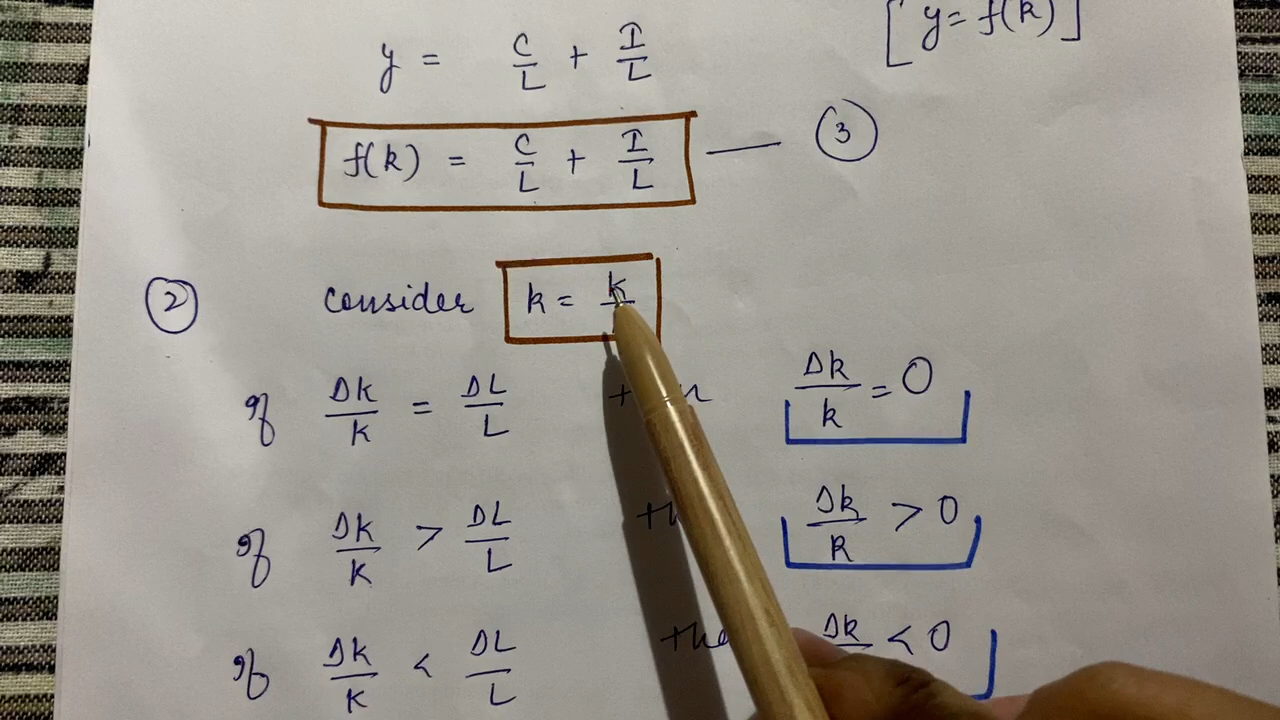 [y = f(k)]
y = C/L + I/L
f(k) = C/L + I/L — ③
② consider k = K
if ΔK/K = ΔL/L Δk/k = 0
if ΔK/K > ΔL/L Δk/k > 0
if ΔK/K < ΔL/L Δk < 0